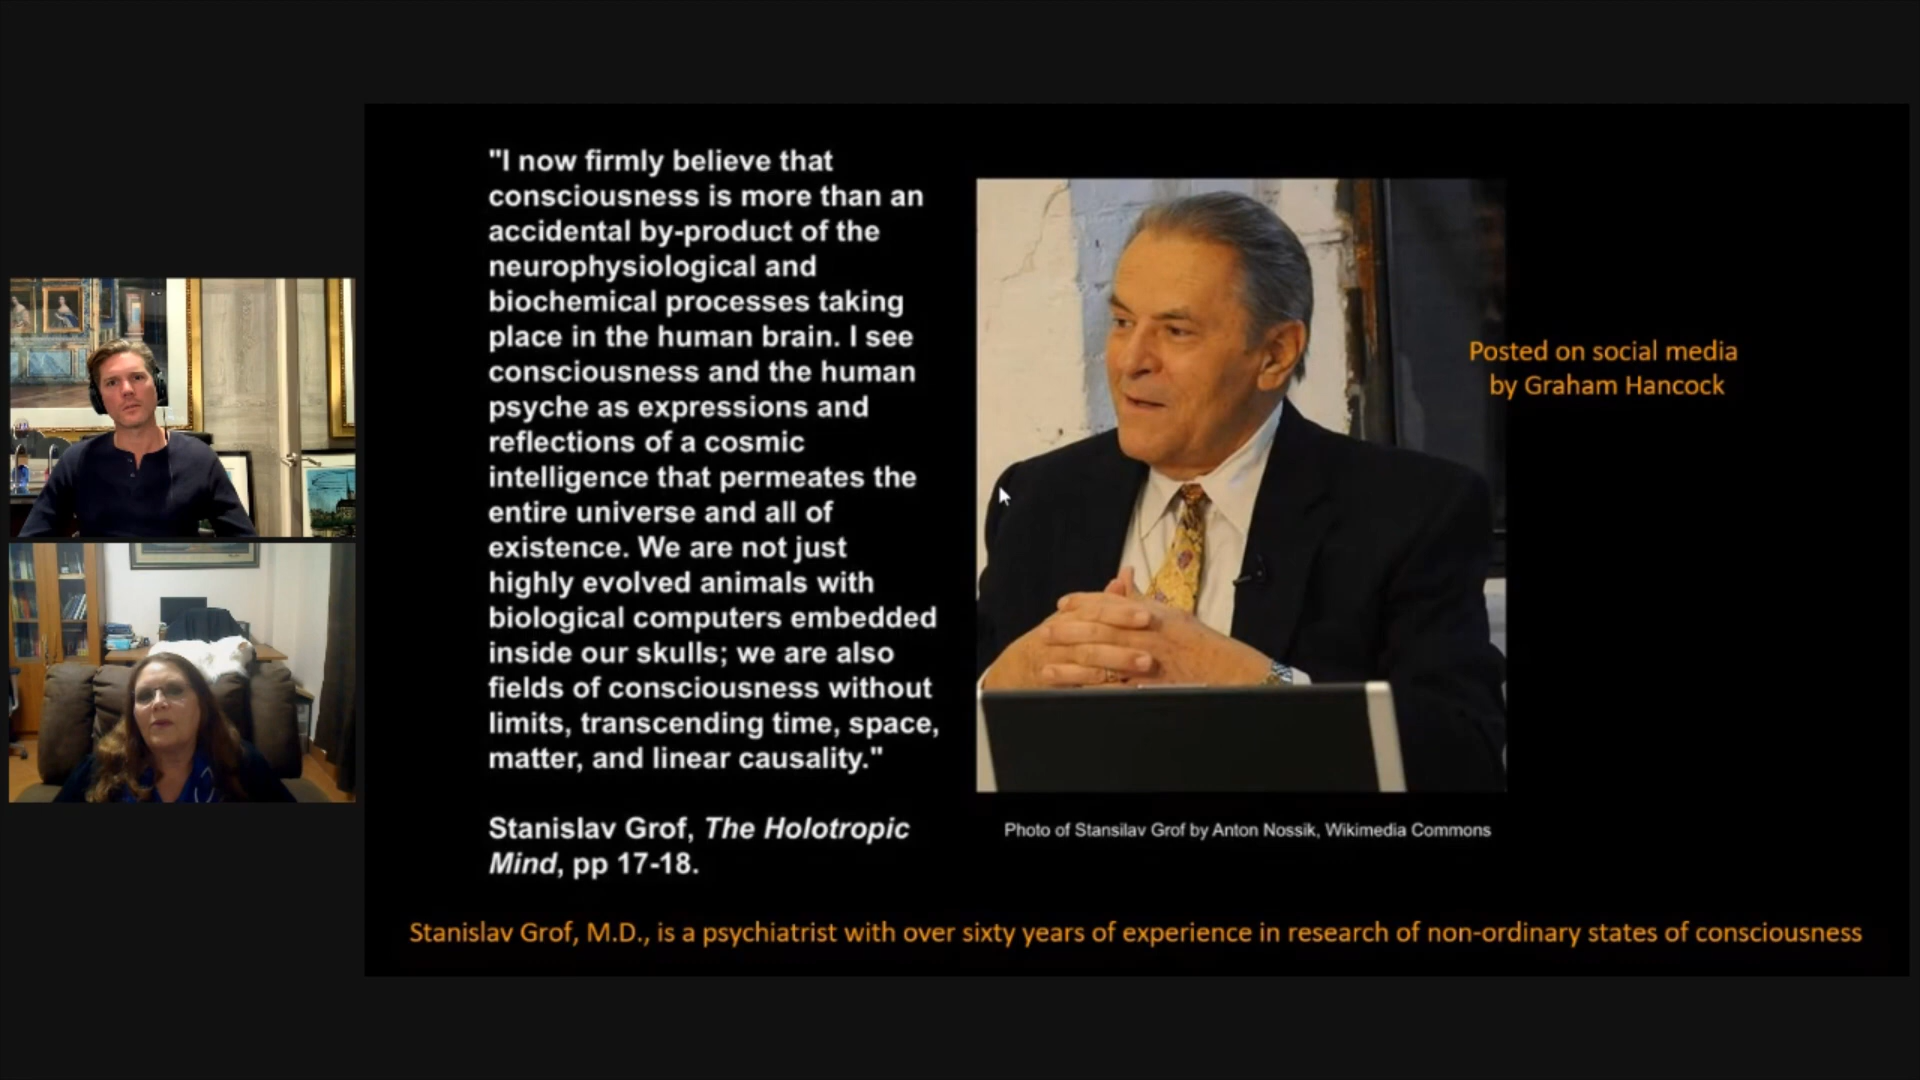 "I now firmly believe that
consciousness is more than an
accidental by-product of the
neurophysiological and
biochemical processes taking
place in the human brain. I see
consciousness and the human
psyche as expressions and
reflections of a cosmic
intelligence that permeates the
entire universe and all of
existence. We are not just
highly evolved animals with
biological computers embedded
inside our skulls; we are also
fields of consciousness without
limits, transcending time, space,
matter, and linear causality."
Stanislav Grof, The Holotropic
Mind, pp 17-18.
Posted on social media
by Graham Hancock
Photo of Stansilav Grof by Anton Nossik, Wikimedia Commons
Stanislav Grof, M.D., is a psychiatrist with over sixty years of experience in research of non-ordinary states of consciousness